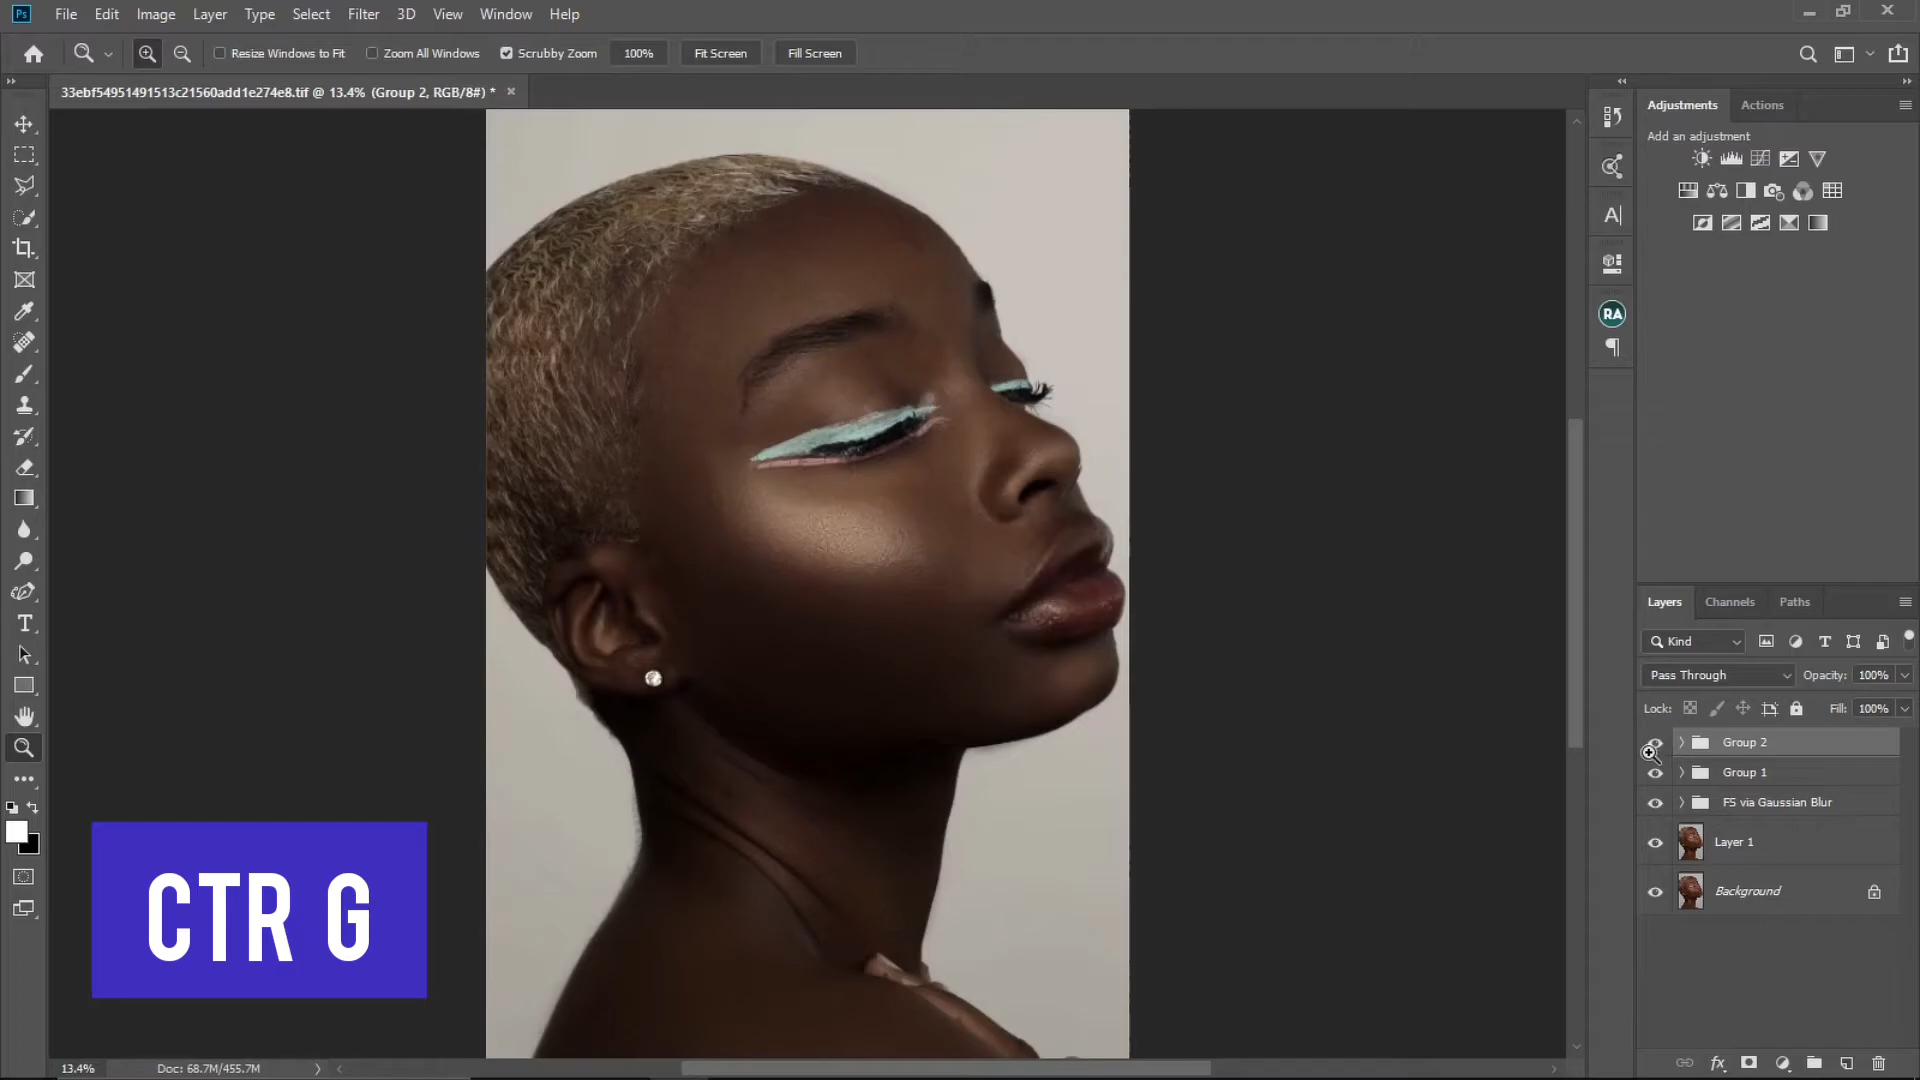 Ps File Edit Image Layer Type Select Filter 3D View Window Help
Resize Windows to Fit Zoom All Windows Scrubby Zoom 100% Fit Screen Fill Screen
33ebf54951491513c21560add1e274e8.tif @ 13.4% (Group 2, RGB/8#) *
Adjustments Actions
Add an adjustment
A
RA
Layers Channels Paths
Kind
Pass Through Opacity: 100%
Lock: Fill: 100%
Group 2
Group 1
FS via Gaussian Blur
Layer 1
Background
CTR G
13.4% Doc: 68.7M/455.7M
fx